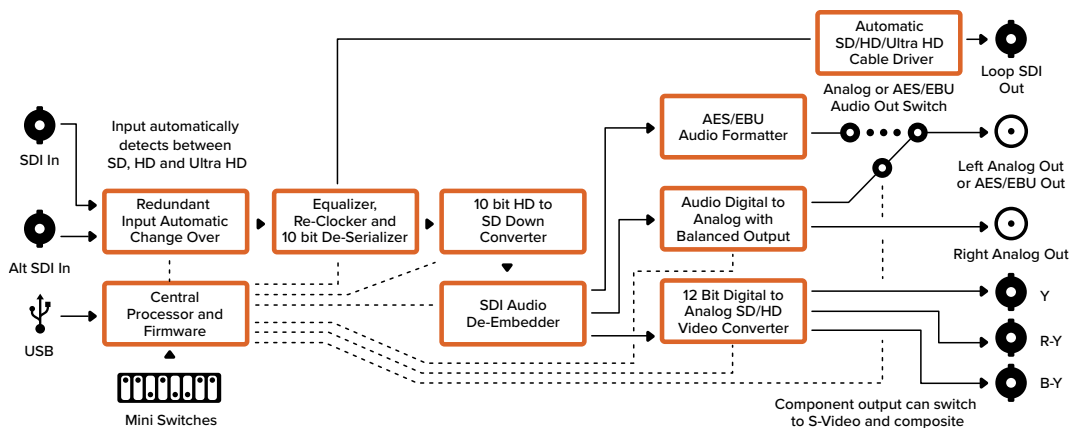 Automatic
SD/HD/Ultra HD
Cable Driver
Loop SDI
Out
Analog or AES/EBU
Audio Out Switch
SDI In
Input automatically
detects between
SD, HD and Ultra HD
AES/EBU
Audio Formatter
Left Analog Out
or AES/EBU Out
Alt SDI In
Redundant
Input Automatic
Change Over
Equalizer,
Re-Clocker and
10 bit De-Serializer
10 bit HD to
SD Down
Converter
Audio Digital to
Analog with
Balanced Output
Right Analog Out
USB
Central
Processor and
Firmware
SDI Audio
De-Embedder
12 Bit Digital to
Analog SD/HD
Video Converter
Y
R-Y
B-Y
Mini Switches
Component output can switch
to S-Video and composite